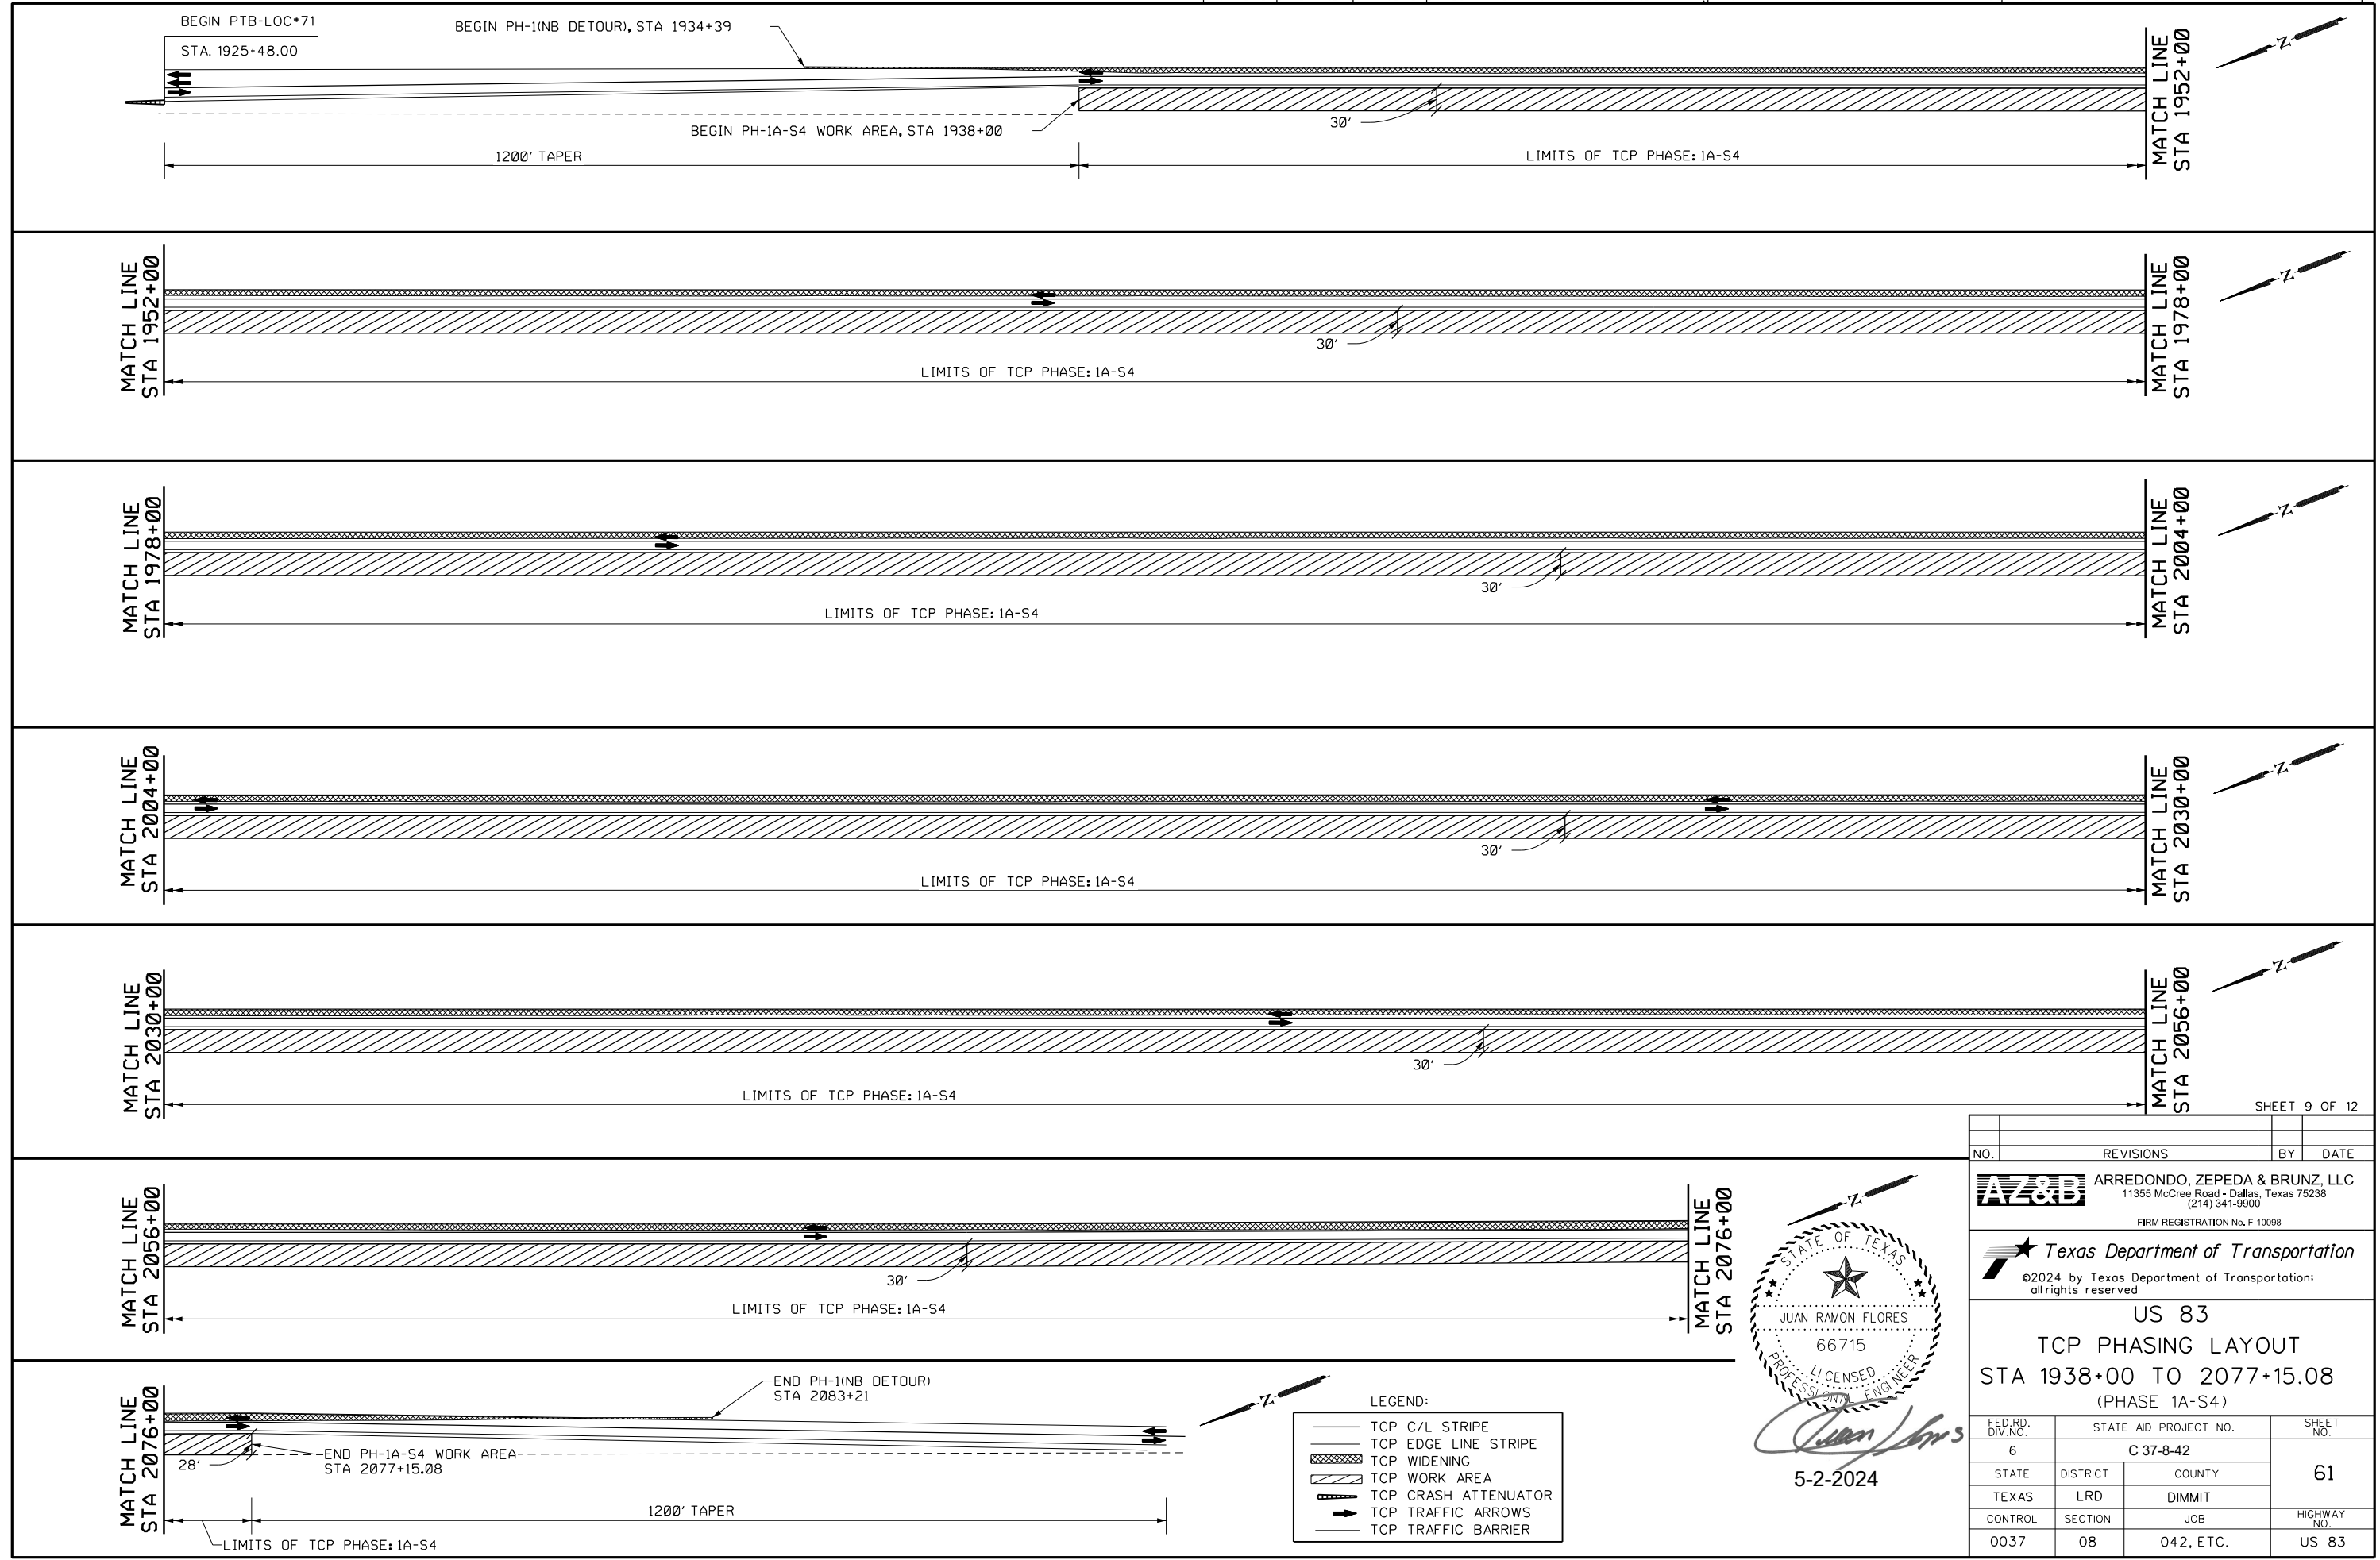 BEGIN PTB-LOC•71
STA. 1925+48.00
BEGIN PH-1(NB DETOUR), STA 1934+39
BEGIN PH-1A-S4 WORK AREA, STA 1938+00
30'
1200' TAPER
LIMITS OF TCP PHASE: 1A-S4
MATCH LINE
STA 1952+00
N
MATCH LINE
STA 1952+00
30'
LIMITS OF TCP PHASE: 1A-S4
MATCH LINE
STA 1978+00
N
MATCH LINE
STA 1978+00
30'
LIMITS OF TCP PHASE: 1A-S4
MATCH LINE
STA 2004+00
N
MATCH LINE
STA 2004+00
30'
LIMITS OF TCP PHASE: 1A-S4
MATCH LINE
STA 2030+00
N
MATCH LINE
STA 2030+00
30'
LIMITS OF TCP PHASE: 1A-S4
MATCH LINE
STA 2056+00
N
MATCH LINE
STA 2056+00
30'
LIMITS OF TCP PHASE: 1A-S4
MATCH LINE
STA 2076+00
N
MATCH LINE
STA 2076+00
END PH-1(NB DETOUR)
STA 2083+21
28'
END PH-1A-S4 WORK AREA
STA 2077+15.08
1200' TAPER
LIMITS OF TCP PHASE: 1A-S4
N
LEGEND:
TCP C/L STRIPE
TCP EDGE LINE STRIPE
TCP WIDENING
TCP WORK AREA
TCP CRASH ATTENUATOR
TCP TRAFFIC ARROWS
TCP TRAFFIC BARRIER
STATE OF TEXAS
JUAN RAMON FLORES
66715
LICENSED
PROFESSIONAL ENGINEER
5-2-2024
SHEET 9 OF 12
NO. REVISIONS BY DATE
AZ&B
ARREDONDO, ZEPEDA & BRUNZ, LLC
11355 McCree Road - Dallas, Texas 75238
(214) 341-9900
FIRM REGISTRATION No. F-10098
Texas Department of Transportation
©2024 by Texas Department of Transportation;
all rights reserved
US 83
TCP PHASING LAYOUT
STA 1938+00 TO 2077+15.08
(PHASE 1A-S4)
FED.RD. DIV.NO. STATE AID PROJECT NO. SHEET NO.
6 C 37-8-42 61
STATE DISTRICT COUNTY
TEXAS LRD DIMMIT
CONTROL SECTION JOB HIGHWAY NO.
0037 08 042, ETC. US 83